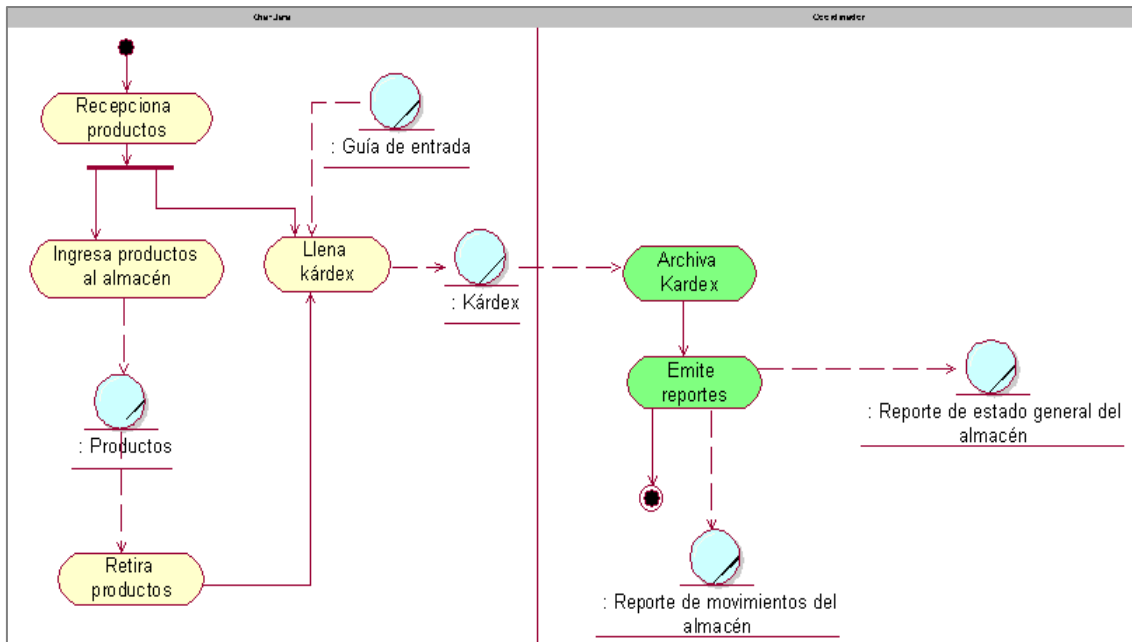 Coordinador
Recepciona
productos
: Guía de entrada
Ingresa productos
al almacén
Llena
kárdex
: Kárdex
Archiva
Kardex
Emite
reportes
: Reporte de estado general del
almacén
: Productos
Retira
productos
: Reporte de movimientos del
almacén